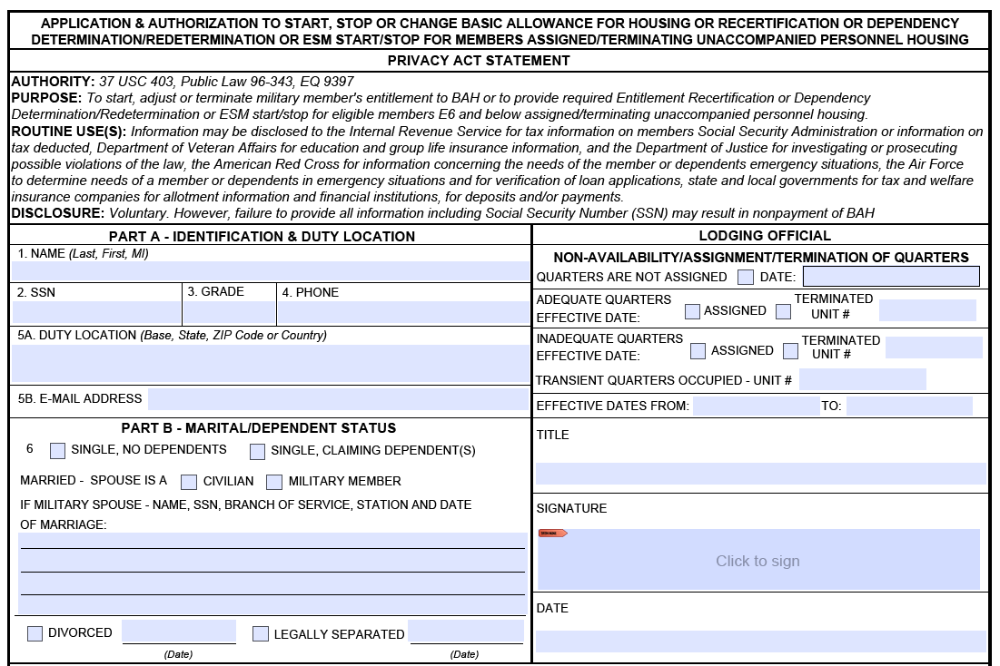 APPLICATION & AUTHORIZATION TO START, STOP OR CHANGE BASIC ALLOWANCE FOR HOUSING OR RECERTIFICATION OR DEPENDENCY
DETERMINATION/REDETERMINATION OR ESM START/STOP FOR MEMBERS ASSIGNED/TERMINATING UNACCOMPANIED PERSONNEL HOUSING
PRIVACY ACT STATEMENT
AUTHORITY: 37 USC 403, Public Law 96-343, EQ 9397
PURPOSE: To start, adjust or terminate military member's entitlement to BAH or to provide required Entitlement Recertification or Dependency
Determination/Redetermination or ESM start/stop for eligible members E6 and below assigned/terminating unaccompanied personnel housing.
ROUTINE USE(S): Information may be disclosed to the Internal Revenue Service for tax information on members Social Security Administration or information on
tax deducted, Department of Veteran Affairs for education and group life insurance information, and the Department of Justice for investigating or prosecuting
possible violations of the law, the American Red Cross for information concerning the needs of the member or dependents emergency situations, the Air Force
to determine needs of a member or dependents in emergency situations and for verification of loan applications, state and local governments for tax and welfare
insurance companies for allotment information and financial institutions, for deposits and/or payments.
DISCLOSURE: Voluntary. However, failure to provide all information including Social Security Number (SSN) may result in nonpayment of BAH
PART A - IDENTIFICATION & DUTY LOCATION
1. NAME (Last, First, MI)
2. SSN
3. GRADE
4. PHONE
5A. DUTY LOCATION (Base, State, ZIP Code or Country)
5B. E-MAIL ADDRESS
PART B - MARITAL/DEPENDENT STATUS
6 SINGLE, NO DEPENDENTS SINGLE, CLAIMING DEPENDENT(S)
MARRIED - SPOUSE IS A CIVILIAN MILITARY MEMBER
IF MILITARY SPOUSE - NAME, SSN, BRANCH OF SERVICE, STATION AND DATE
OF MARRIAGE:
DIVORCED LEGALLY SEPARATED
(Date) (Date)
LODGING OFFICIAL
NON-AVAILABILITY/ASSIGNMENT/TERMINATION OF QUARTERS
QUARTERS ARE NOT ASSIGNED DATE:
ADEQUATE QUARTERS
EFFECTIVE DATE: ASSIGNED TERMINATED
UNIT #
INADEQUATE QUARTERS
EFFECTIVE DATE: ASSIGNED TERMINATED
UNIT #
TRANSIENT QUARTERS OCCUPIED - UNIT #
EFFECTIVE DATES FROM: TO:
TITLE
SIGNATURE
Click to sign
DATE